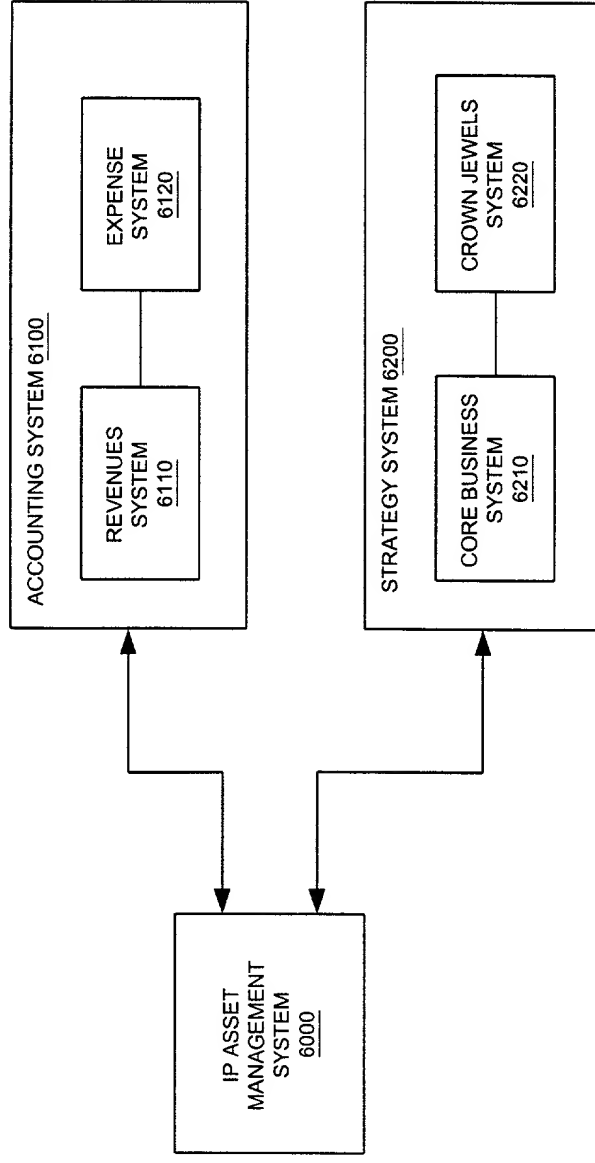 IP ASSET
MANAGEMENT
SYSTEM
6000
ACCOUNTING SYSTEM 6100
REVENUES
SYSTEM
6110
EXPENSE
SYSTEM
6120
STRATEGY SYSTEM 6200
CORE BUSINESS
SYSTEM
6210
CROWN JEWELS
SYSTEM
6220